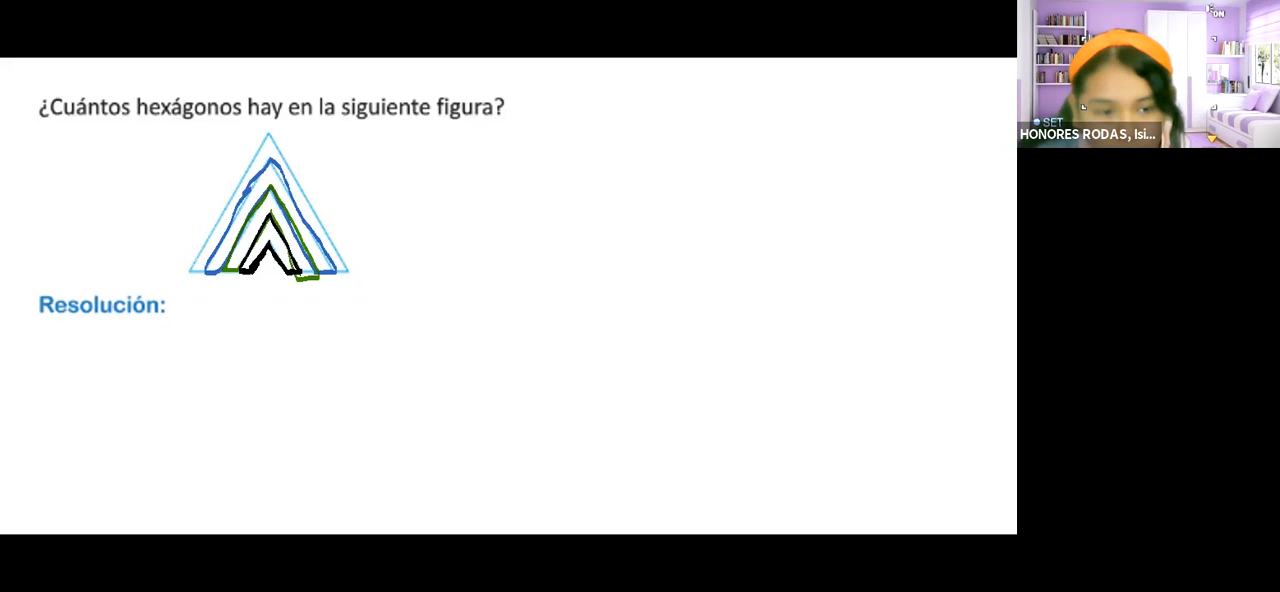 ¿Cuántos hexágonos hay en la siguiente figura?
Resolución:
SET
HONORES RODAS, Isi...